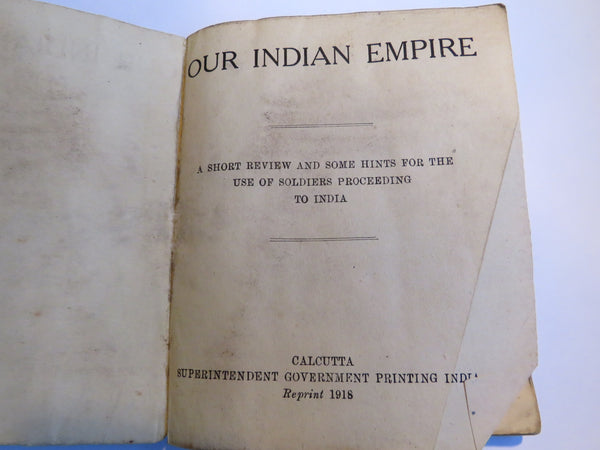 OUR INDIAN EMPIRE
A SHORT REVIEW AND SOME HINTS FOR THE
USE OF SOLDIERS PROCEEDING
TO INDIA
CALCUTTA
SUPERINTENDENT GOVERNMENT PRINTING INDIA
Reprint 1918